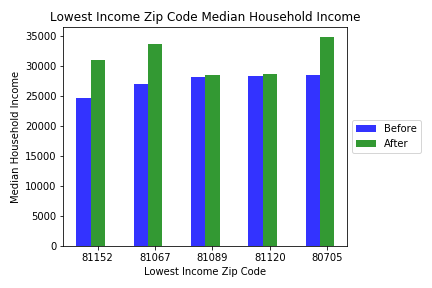 Lowest Income Zip Code Median Household Income
35000
30000
25000
20000
15000
10000
5000
0
Median Household Income
81152 81067 81089 81120 80705
Lowest Income Zip Code
Before
After